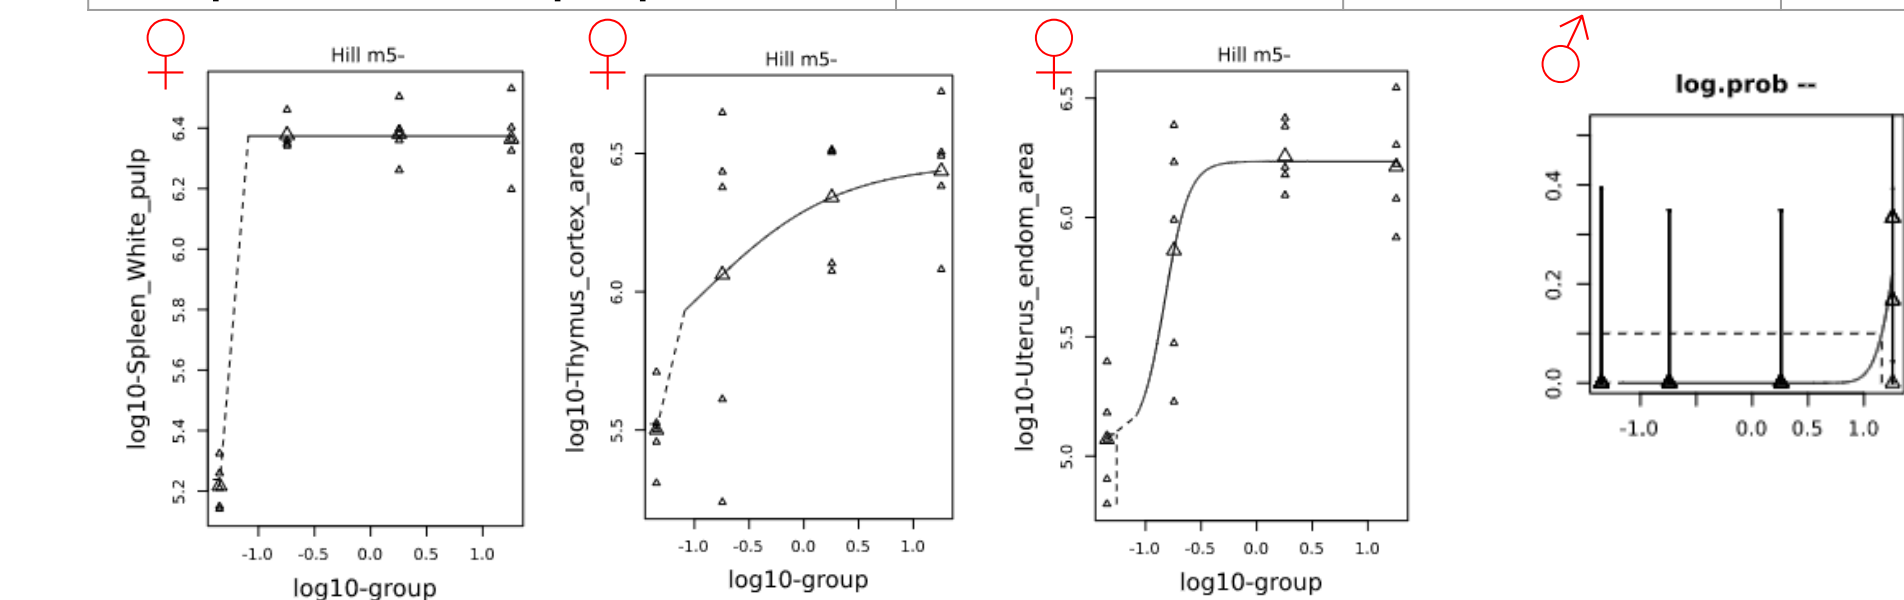 Hill m5-
Hill m5-
Hill m5-
log.prob --
log10-Spleen_White_pulp
5.2 5.4 5.6 5.8 6.0 6.2 6.4
-1.0 -0.5 0.0 0.5 1.0
log10-group
log10-Thymus_cortex_area
5.5 6.0 6.5
-1.0 -0.5 0.0 0.5 1.0
log10-group
log10-Uterus_endom_area
5.0 5.5 6.0 6.5
-1.0 -0.5 0.0 0.5 1.0
log10-group
0.0 0.2 0.4
-1.0 0.0 0.5 1.0